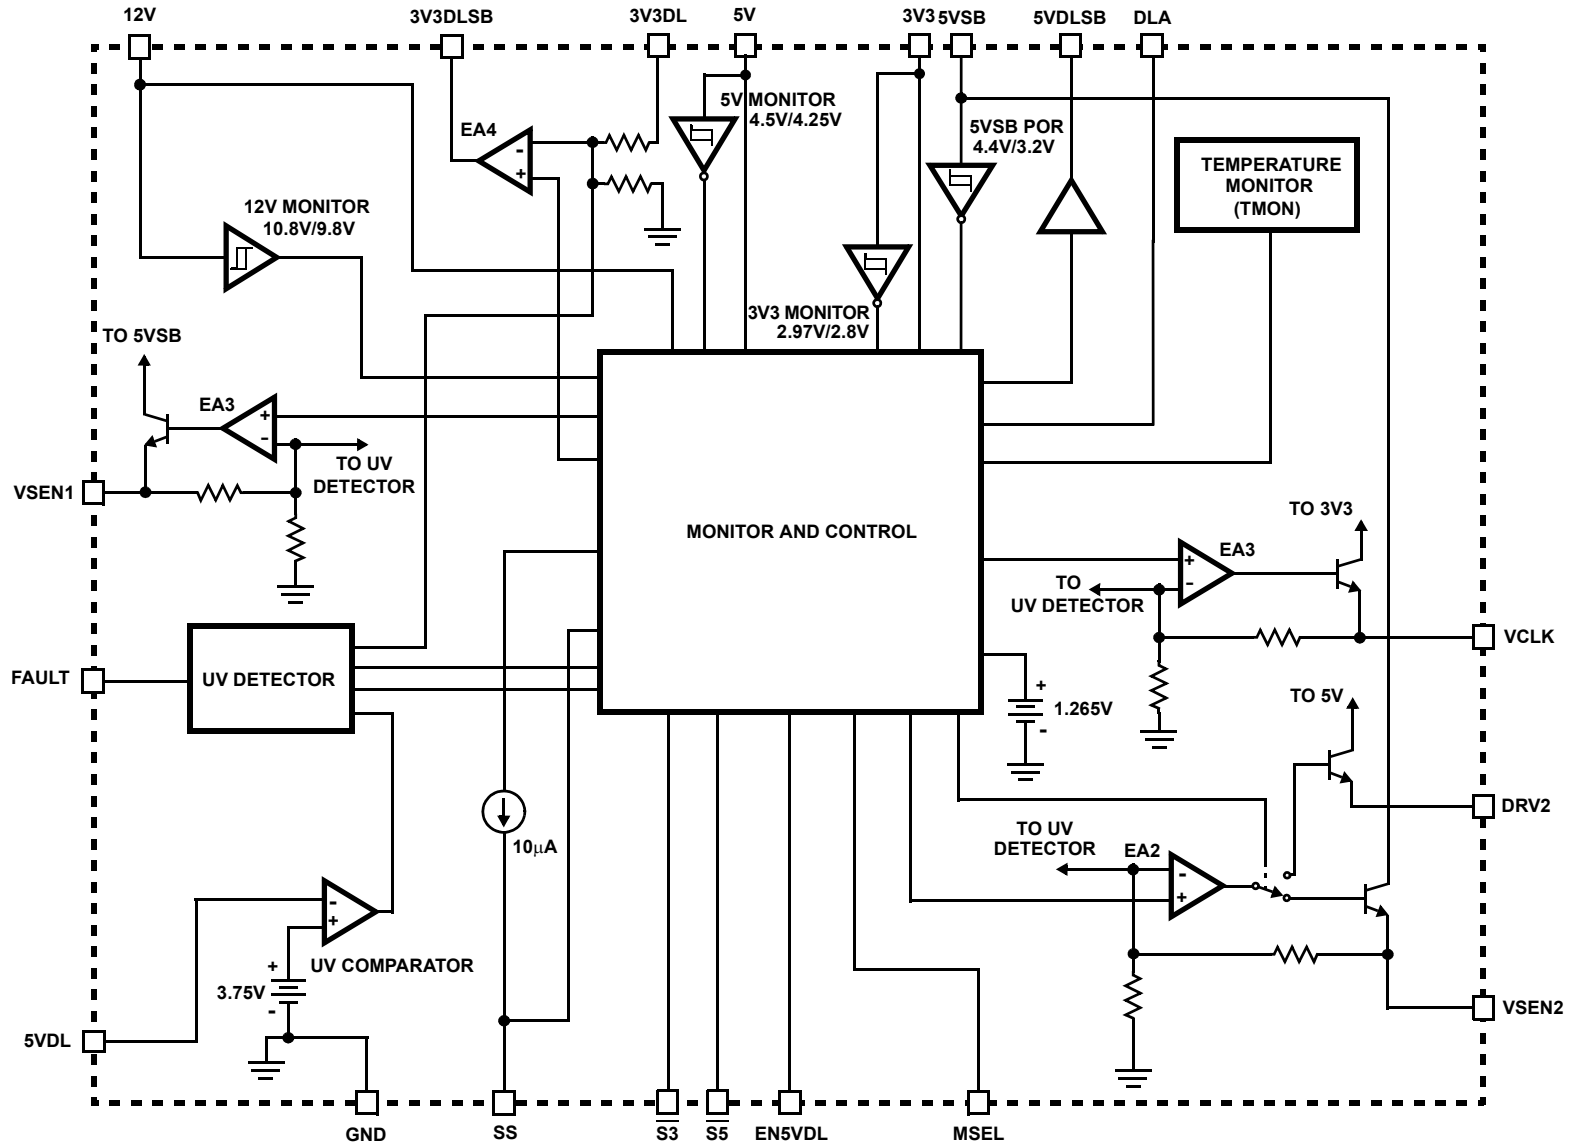 12V
3V3DLSB
3V3DL
5V
3V3
5VSB
5VDLSB
DLA
5V MONITOR
4.5V/4.25V
EA4
-
+
5VSB POR
4.4V/3.2V
TEMPERATURE
MONITOR
(TMON)
12V MONITOR
10.8V/9.8V
3V3 MONITOR
2.97V/2.8V
TO 5VSB
EA3
+
-
TO UV
DETECTOR
VSEN1
MONITOR AND CONTROL
TO 3V3
EA3
+
-
TO
UV DETECTOR
VCLK
FAULT
UV DETECTOR
+
1.265V
-
TO 5V
DRV2
10µA
TO UV
DETECTOR
EA2
-
+
-
+
UV COMPARATOR
+
3.75V
-
5VDL
VSEN2
GND
SS
S̅3̅
S̅5̅
EN5VDL
MSEL